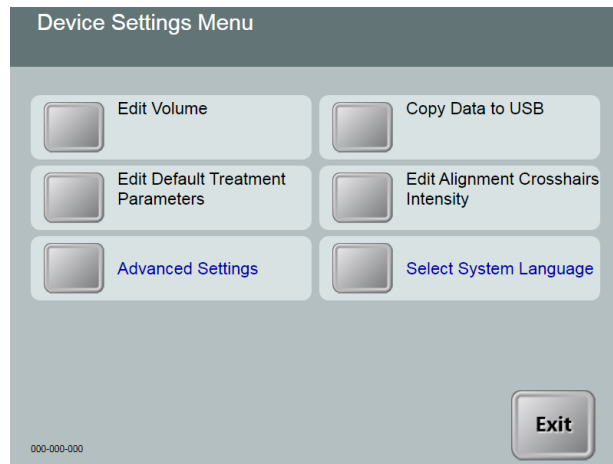 Device Settings Menu
Edit Volume
Copy Data to USB
Edit Default Treatment
Parameters
Edit Alignment Crosshairs
Intensity
Advanced Settings
Select System Language
Exit
000-000-000